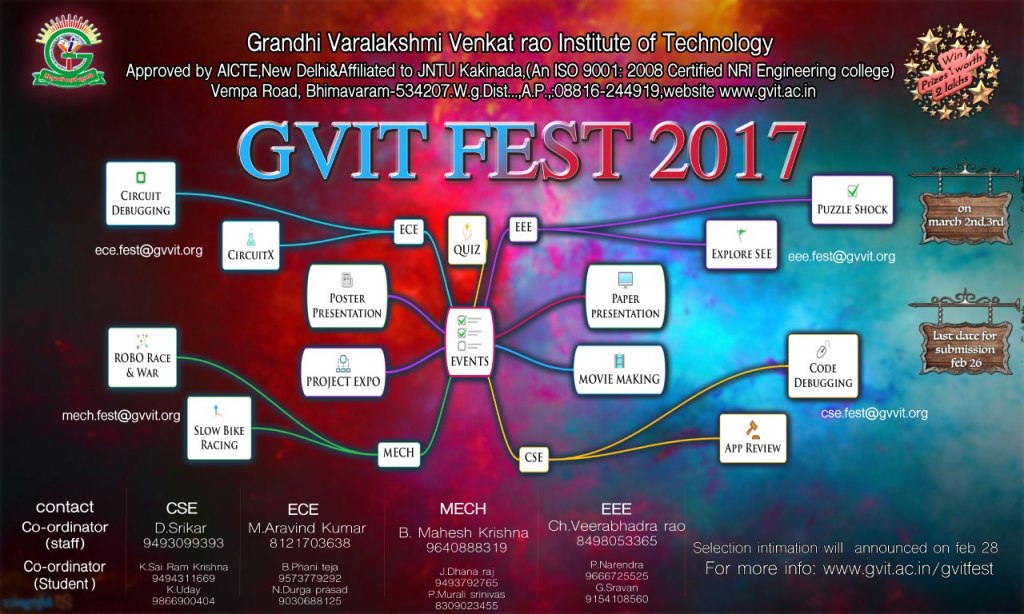 Grandhi Varalakshmi Venkat rao Institute of Technology
Approved by AICTE,New Delhi&Affiliated to JNTU Kakinada,(An ISO 9001: 2008 Certified NRI Engineering college)
Vempa Road, Bhimavaram-534207.W.g.Dist...,A.P.,:08816-244919,website www.gvit.ac.in
Win
Prizes worth
2 lakhs
GVIT FEST 2017
CIRCUIT
DEBUGGING
CIRCUITX
ece.fest@gvvit.org
ECE
QUIZ
EEE
PUZZLE SHOCK
EXPLORE SEE
eee.fest@gvvit.org
on
march 2nd,3rd
POSTER
PRESENTATION
PAPER
PRESENTATION
EVENTS
PROJECT EXPO
MOVIE MAKING
last date for
submission
feb 26
ROBO RACE
& WAR
mech.fest@gvvit.org
SLOW BIKE
RACING
MECH
CSE
CODE
DEBUGGING
cse.fest@gvvit.org
APP REVIEW
contact
Co-ordinator
(staff)
Co-ordinator
(Student)
CSE
D.Srikar
9493099393
K.Sai Ram Krishna
9494311669
K.Uday
9866900404
ECE
M.Aravind Kumar
8121703638
B.Phani teja
9573779292
N.Durga prasad
9030688125
MECH
B. Mahesh Krishna
9640888319
J.Dhana raj
9493792765
P.Murali srinivas
8309023455
EEE
Ch.Veerabhadra rao
8498053365
P.Narendra
9666725525
G.Sravan
9154108560
Selection intimation will announced on feb 28
For more info: www.gvit.ac.in/gvitfest